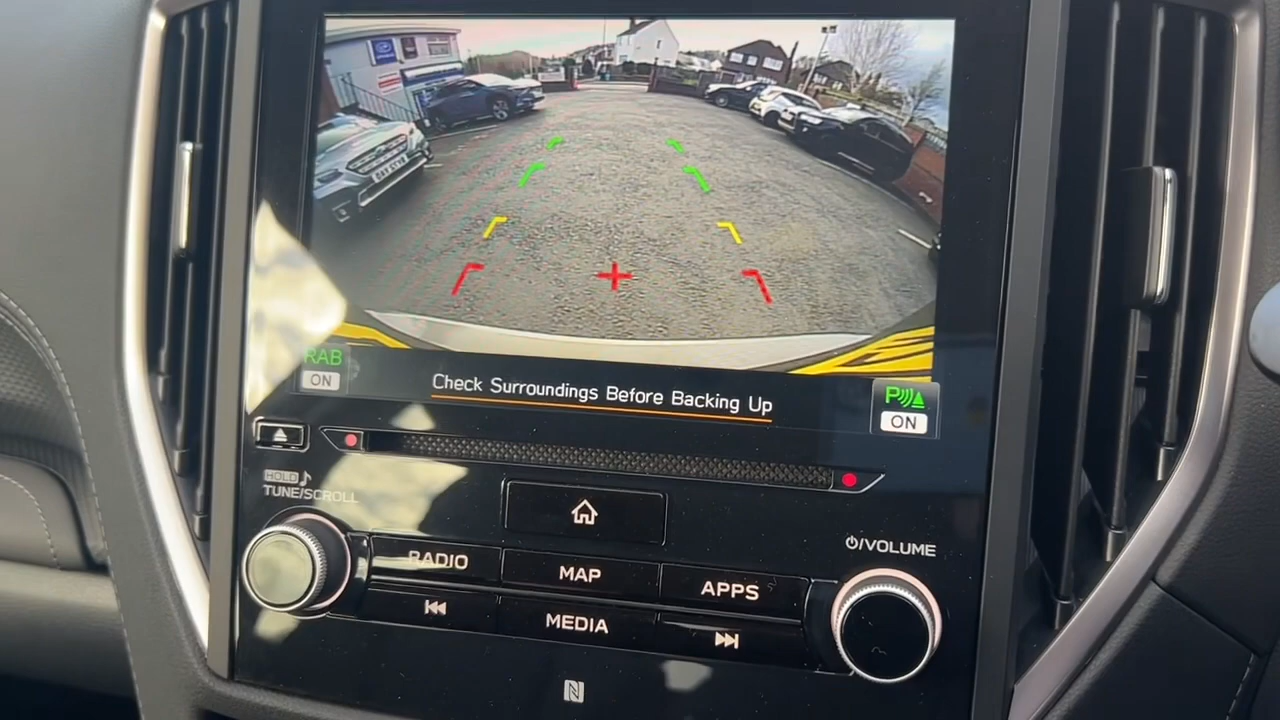 RAB
ON
Check Surroundings Before Backing Up
P
ON
HOLD
TUNE/SCROLL
/VOLUME
RADIO
MAP
APPS
MEDIA
N